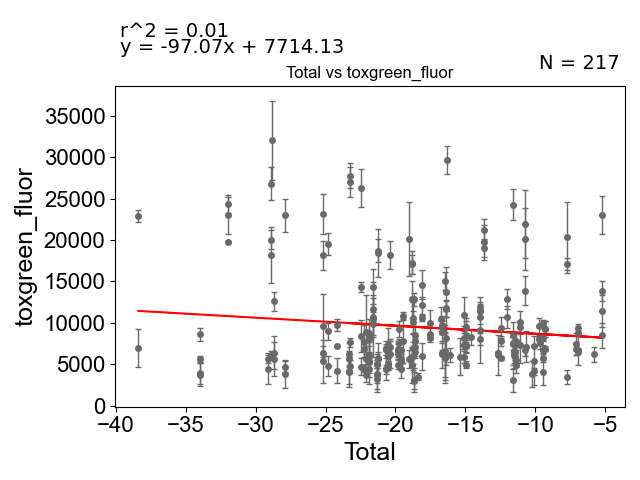 r^2 = 0.01
y = -97.07x + 7714.13
N = 217
Total vs toxgreen_fluor
35000
30000
25000
20000
15000
10000
5000
0
toxgreen_fluor
−40 −35 −30 −25 −20 −15 −10 −5
Total